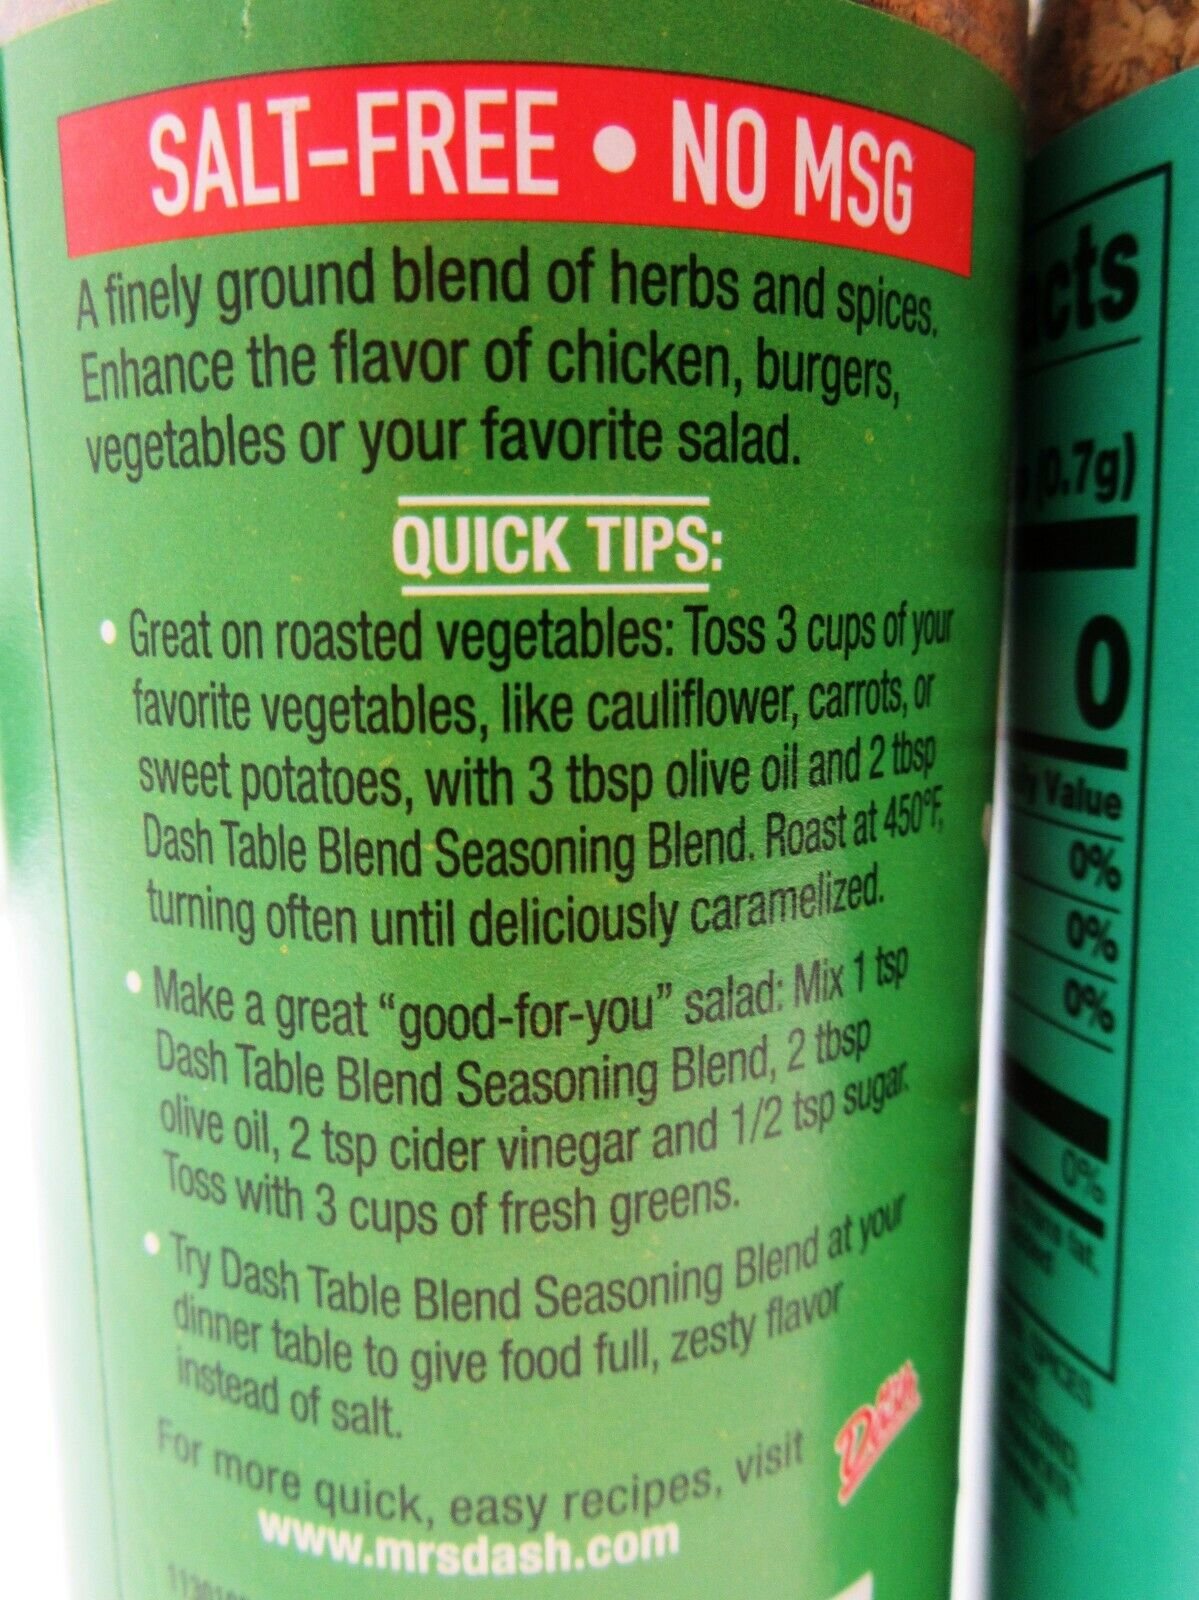 SALT-FREE • NO MSG
A finely ground blend of herbs and spices.
Enhance the flavor of chicken, burgers,
vegetables or your favorite salad.
QUICK TIPS:
• Great on roasted vegetables: Toss 3 cups of your
favorite vegetables, like cauliflower, carrots, or
sweet potatoes, with 3 tbsp olive oil and 2 tbsp
Dash Table Blend Seasoning Blend. Roast at 450°F,
turning often until deliciously caramelized.
• Make a great “good-for-you” salad: Mix 1 tsp
Dash Table Blend Seasoning Blend, 2 tbsp
olive oil, 2 tsp cider vinegar and 1/2 tsp sugar.
Toss with 3 cups of fresh greens.
• Try Dash Table Blend Seasoning Blend at your
dinner table to give food full, zesty flavor
instead of salt.
For more quick, easy recipes, visit
www.mrsdash.com
Dash
(0.7g)
0
Value
0%
0%
0%
0%
fat.
SPICES